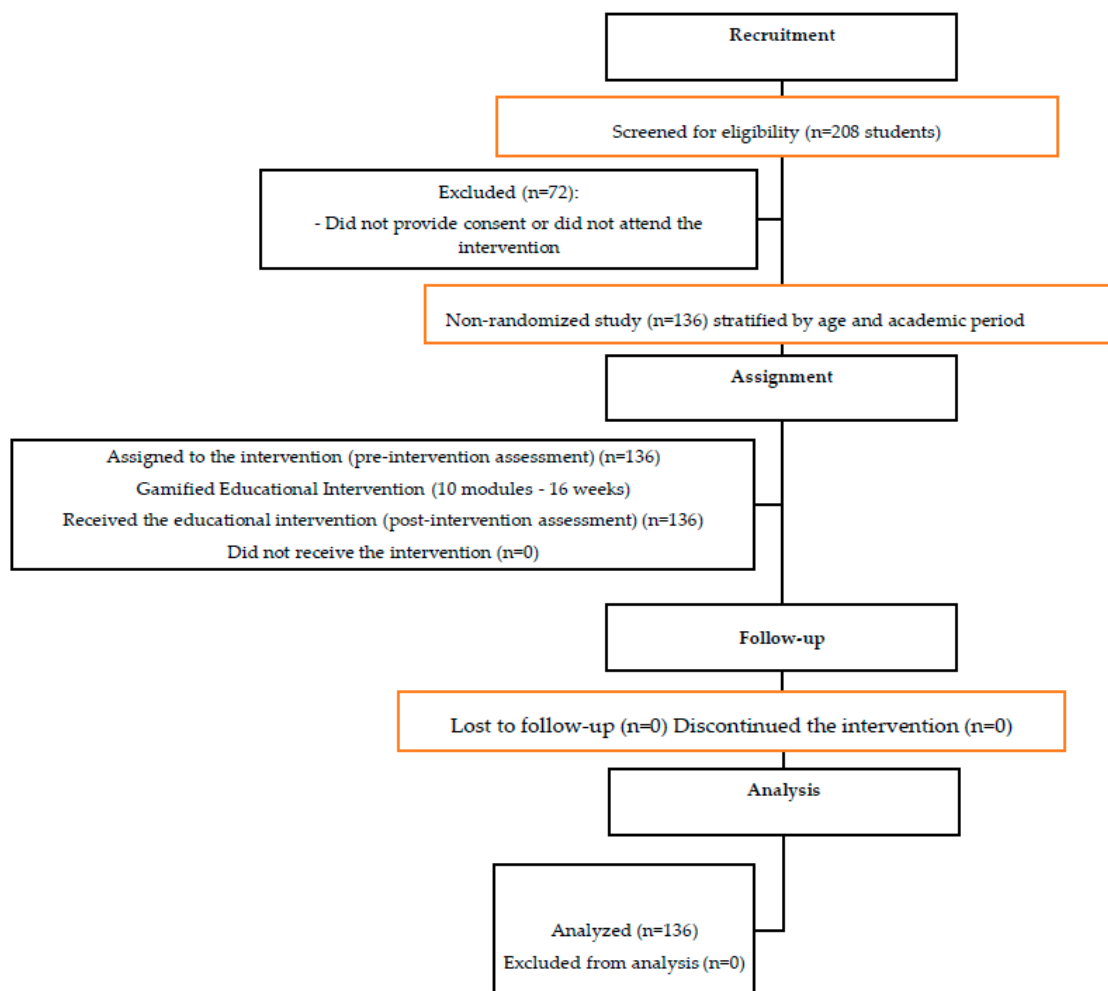 Recruitment
Screened for eligibility (n=208 students)
Excluded (n=72):
- Did not provide consent or did not attend the
intervention
Non-randomized study (n=136) stratified by age and academic period
Assignment
Assigned to the intervention (pre-intervention assessment) (n=136)
Gamified Educational Intervention (10 modules - 16 weeks)
Received the educational intervention (post-intervention assessment) (n=136)
Did not receive the intervention (n=0)
Follow-up
Lost to follow-up (n=0) Discontinued the intervention (n=0)
Analysis
Analyzed (n=136)
Excluded from analysis (n=0)